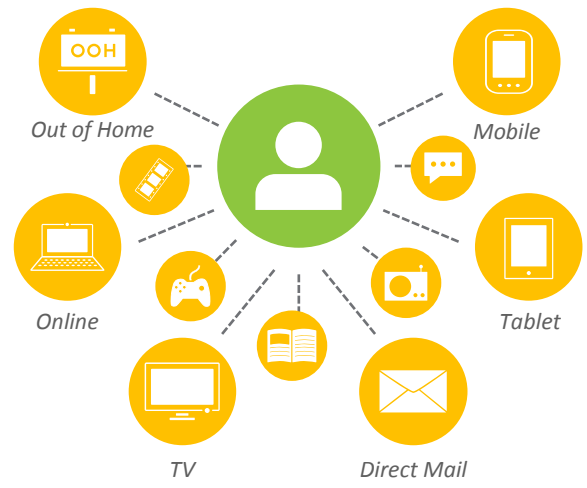 OOH
Out of Home
Mobile
Online
Tablet
TV
Direct Mail